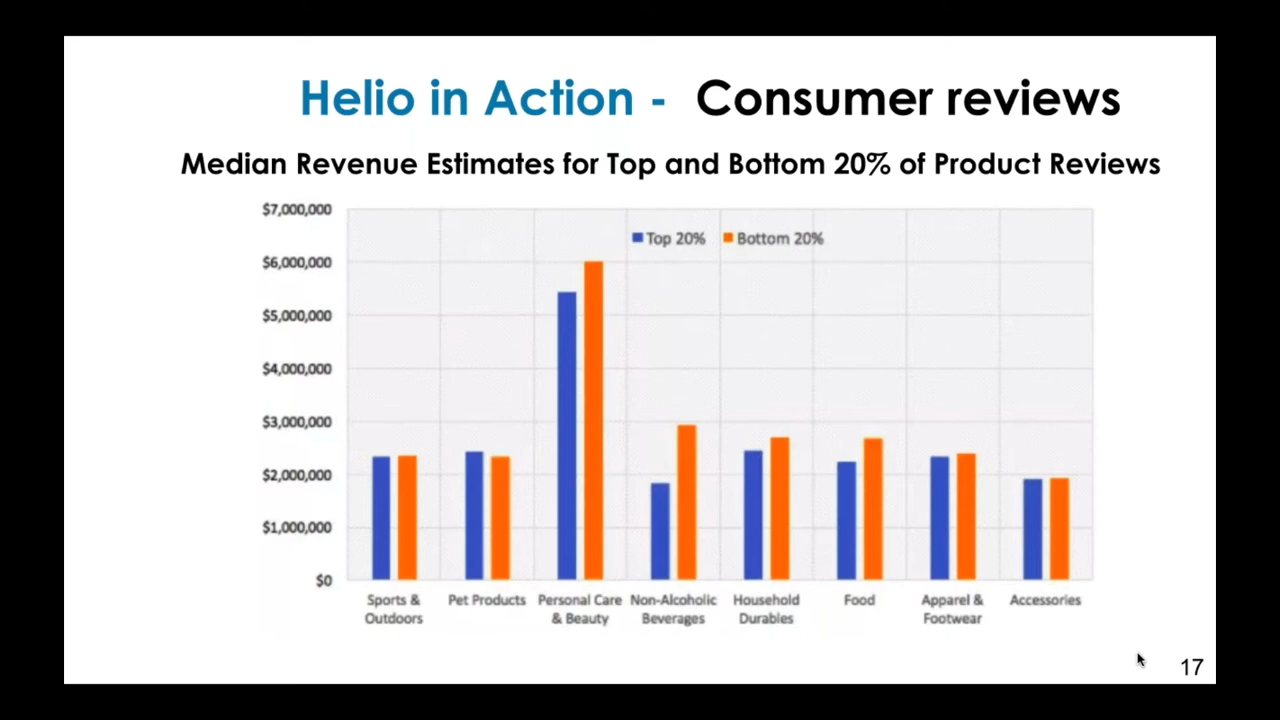 Helio in Action - Consumer reviews
Median Revenue Estimates for Top and Bottom 20% of Product Reviews
Top 20% Bottom 20%
$7,000,000
$6,000,000
$5,000,000
$4,000,000
$3,000,000
$2,000,000
$1,000,000
$0
Sports &
Outdoors
Pet Products
Personal Care
& Beauty
Non-Alcoholic
Beverages
Household
Durables
Food
Apparel &
Footwear
Accessories
17